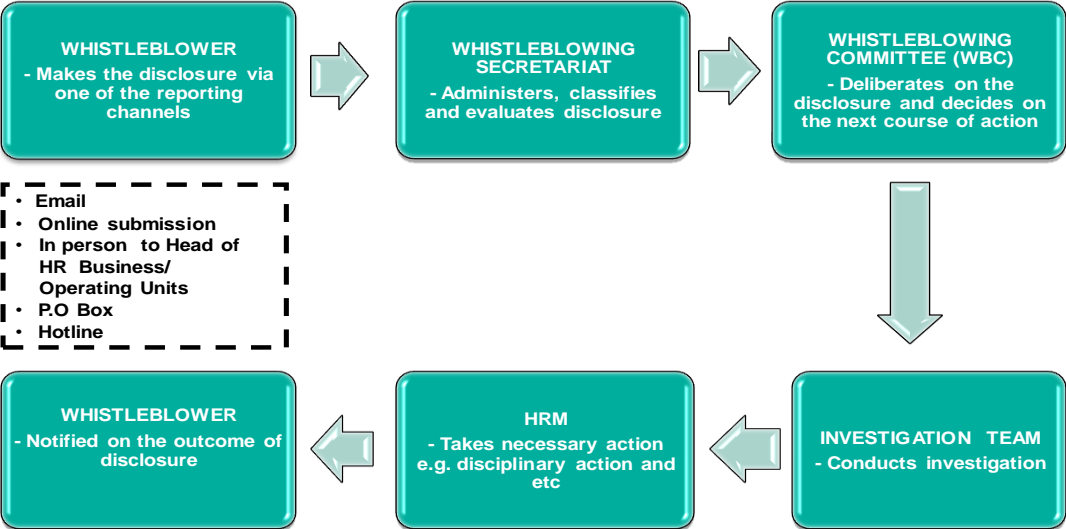 WHISTLEBLOWER
- Makes the disclosure via
one of the reporting
channels
WHISTLEBLOWING
SECRETARIAT
- Administers, classifies
and evaluates disclosure
WHISTLEBLOWING
COMMITTEE (WBC)
- Deliberates on the
disclosure and decides on
the next course of action
• Email
• Online submission
• In person to Head of
HR Business/
Operating Units
• P.O Box
• Hotline
WHISTLEBLOWER
- Notified on the outcome of
disclosure
HRM
- Takes necessary action
e.g. disciplinary action and
etc
INVESTIGATION TEAM
- Conducts investigation